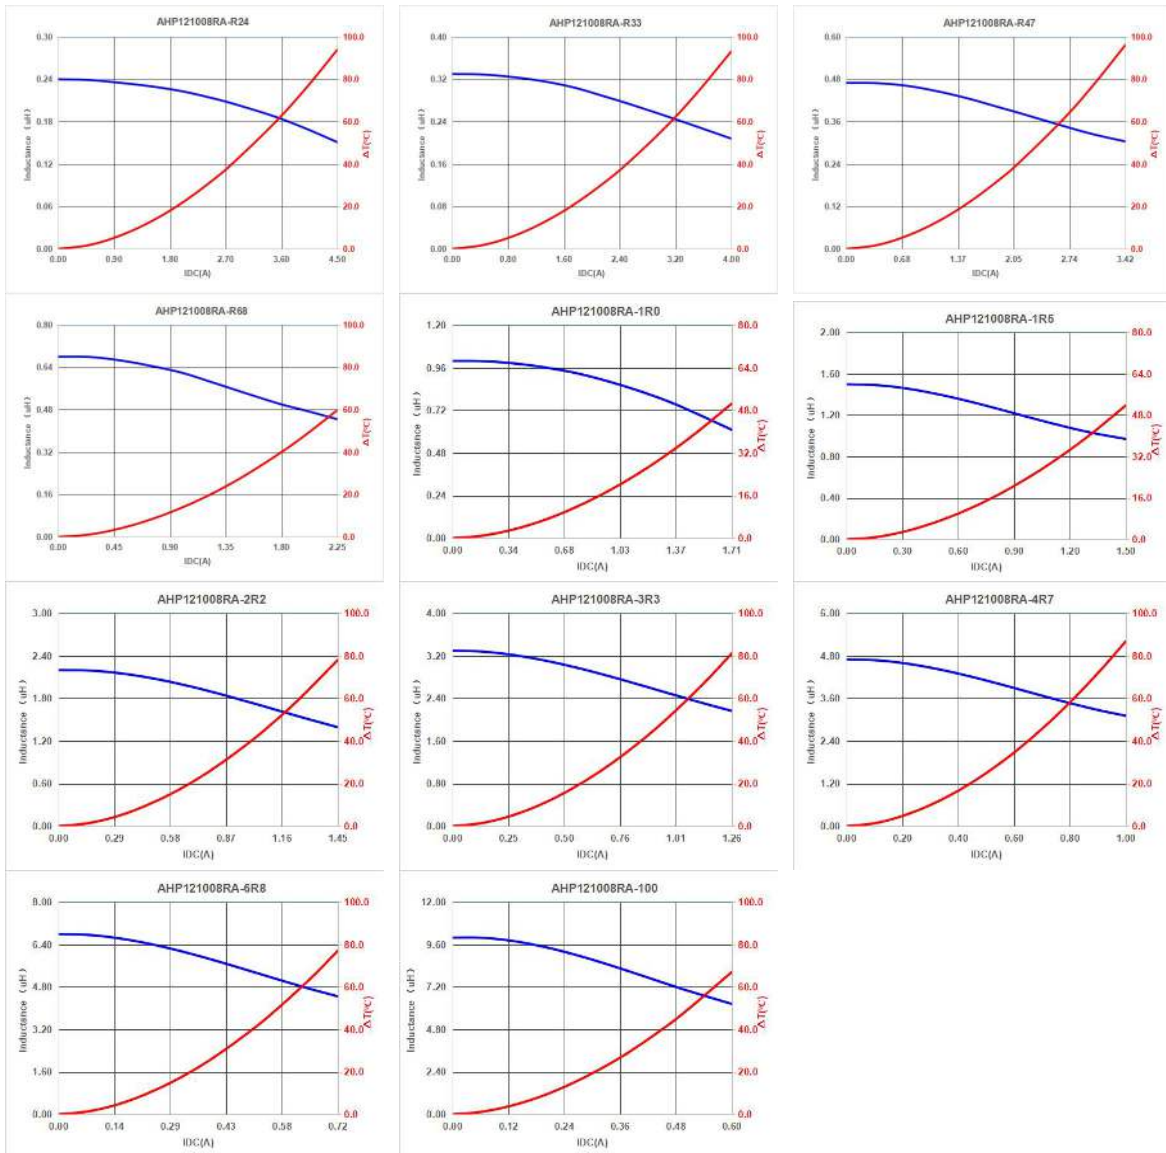 AHP121008RA-R24
0.30 100.0
0.24 80.0
0.18 60.0
0.12 40.0
0.06 20.0
0.00 0.0
Inductance (uH)
ΔT(℃)
0.00 0.90 1.80 2.70 3.60 4.50
IDC(A)
AHP121008RA-R33
0.40 100.0
0.32 80.0
0.24 60.0
0.16 40.0
0.08 20.0
0.00 0.0
Inductance (uH)
ΔT(℃)
0.00 0.80 1.60 2.40 3.20 4.00
IDC(A)
AHP121008RA-R47
0.60 100.0
0.48 80.0
0.36 60.0
0.24 40.0
0.12 20.0
0.00 0.0
Inductance (uH)
ΔT(℃)
0.00 0.68 1.37 2.05 2.74 3.42
IDC(A)
AHP121008RA-R68
0.80 100.0
0.64 80.0
0.48 60.0
0.32 40.0
0.16 20.0
0.00 0.0
Inductance (uH)
ΔT(℃)
0.00 0.45 0.90 1.35 1.80 2.25
IDC(A)
AHP121008RA-1R0
1.20 80.0
0.96 64.0
0.72 48.0
0.48 32.0
0.24 16.0
0.00 0.0
Inductance (uH)
ΔT(℃)
0.00 0.34 0.68 1.03 1.37 1.71
IDC(A)
AHP121008RA-1R5
2.00 80.0
1.60 64.0
1.20 48.0
0.80 32.0
0.40 16.0
0.00 0.0
Inductance (uH)
ΔT(℃)
0.00 0.30 0.60 0.90 1.20 1.50
IDC(A)
AHP121008RA-2R2
3.00 100.0
2.40 80.0
1.80 60.0
1.20 40.0
0.60 20.0
0.00 0.0
Inductance (uH)
ΔT(℃)
0.00 0.29 0.58 0.87 1.16 1.45
IDC(A)
AHP121008RA-3R3
4.00 100.0
3.20 80.0
2.40 60.0
1.60 40.0
0.80 20.0
0.00 0.0
Inductance (uH)
ΔT(℃)
0.00 0.25 0.50 0.76 1.01 1.26
IDC(A)
AHP121008RA-4R7
6.00 100.0
4.80 80.0
3.60 60.0
2.40 40.0
1.20 20.0
0.00 0.0
Inductance (uH)
ΔT(℃)
0.00 0.20 0.40 0.60 0.80 1.00
IDC(A)
AHP121008RA-6R8
8.00 100.0
6.40 80.0
4.80 60.0
3.20 40.0
1.60 20.0
0.00 0.0
Inductance (uH)
ΔT(℃)
0.00 0.14 0.29 0.43 0.58 0.72
IDC(A)
AHP121008RA-100
12.00 100.0
9.60 80.0
7.20 60.0
4.80 40.0
2.40 20.0
0.00 0.0
Inductance (uH)
ΔT(℃)
0.00 0.12 0.24 0.36 0.48 0.60
IDC(A)